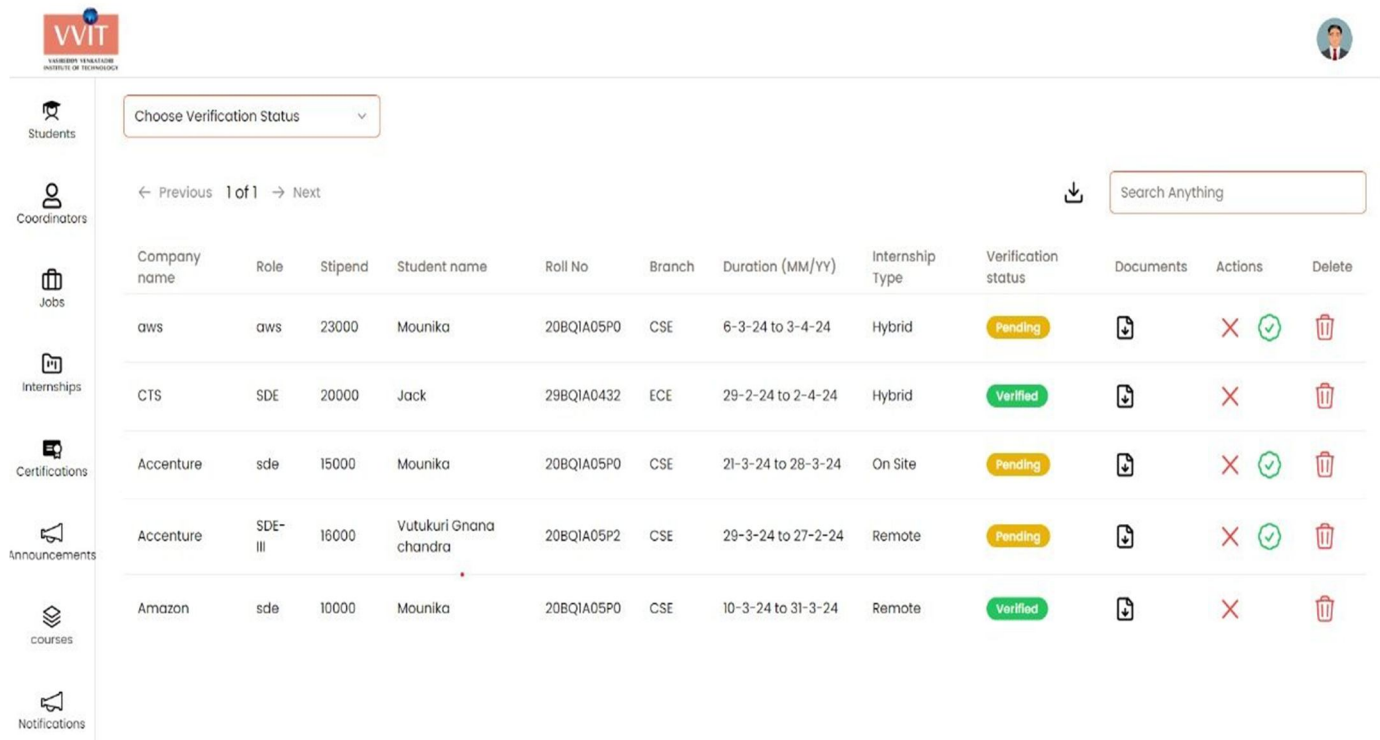 VVIT
VASIREDDY VENKATADRI
INSTITUTE OF TECHNOLOGY
Students
Coordinators
Jobs
Internships
Certifications
Announcements
courses
Notifications
Choose Verification Status
← Previous 1 of 1 → Next
Search Anything
Company name Role Stipend Student name Roll No Branch Duration (MM/YY) Internship Type Verification status Documents Actions Delete
aws aws 23000 Mounika 20BQ1A05P0 CSE 6-3-24 to 3-4-24 Hybrid Pending
CTS SDE 20000 Jack 29BQ1A0432 ECE 29-2-24 to 2-4-24 Hybrid Verified
Accenture sde 15000 Mounika 20BQ1A05P0 CSE 21-3-24 to 28-3-24 On Site Pending
Accenture SDE-III 16000 Vutukuri Gnana chandra 20BQ1A05P2 CSE 29-3-24 to 27-2-24 Remote Pending
Amazon sde 10000 Mounika 20BQ1A05P0 CSE 10-3-24 to 31-3-24 Remote Verified